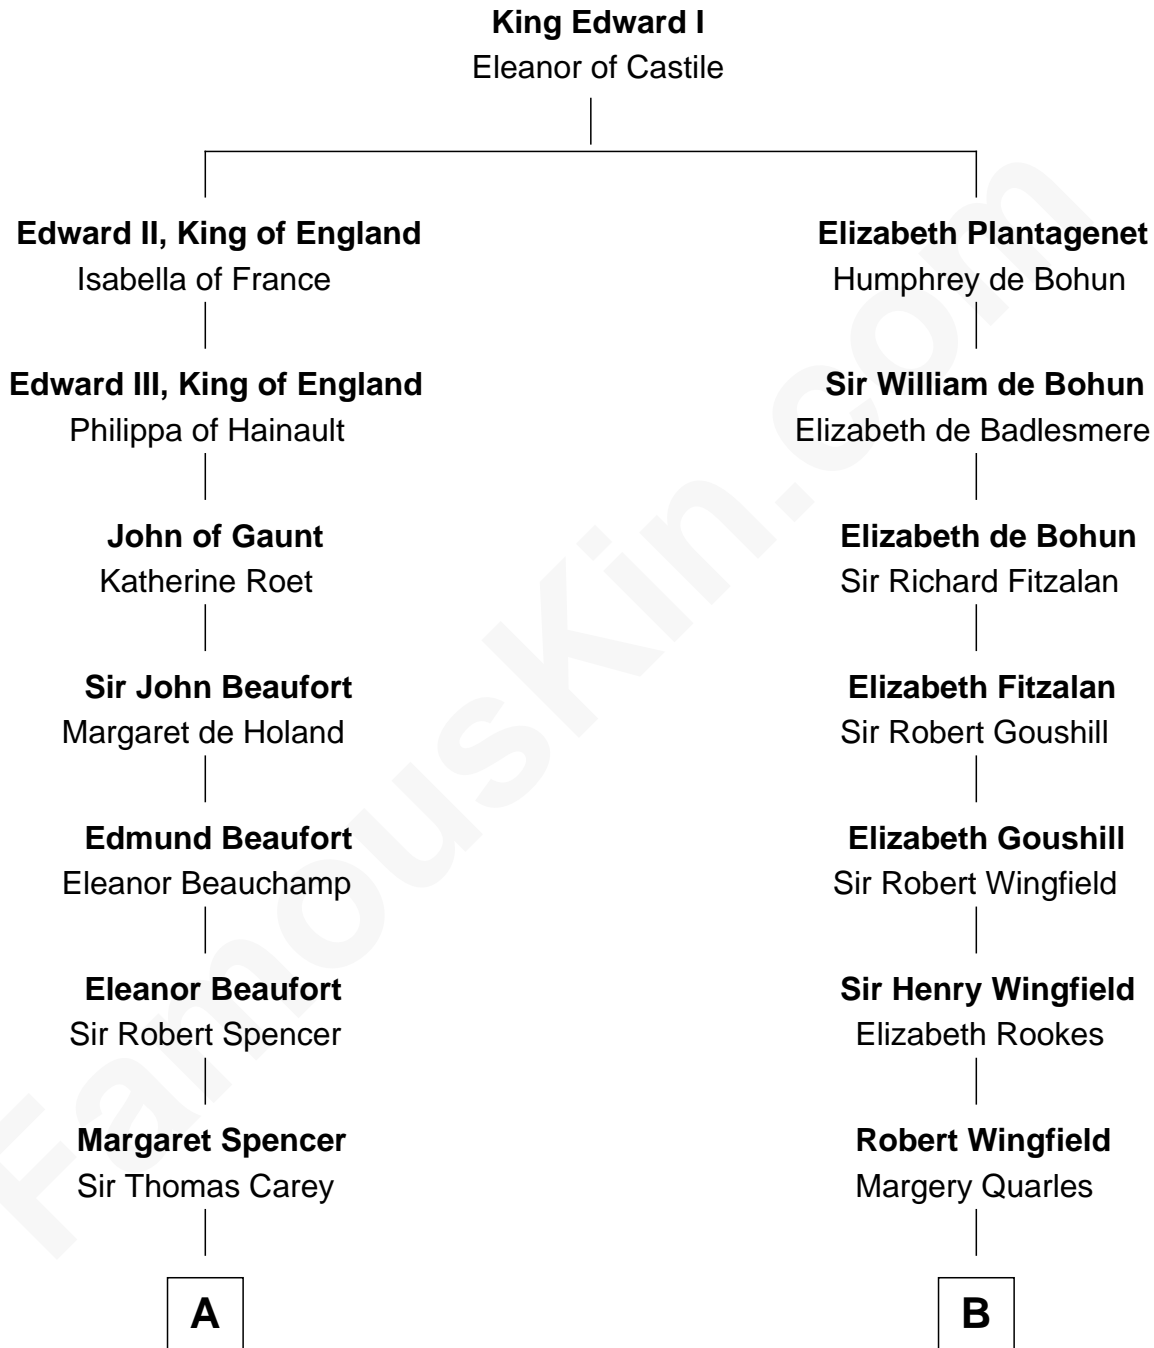 King Edward I
Eleanor of Castile
Edward II, King of England
Isabella of France
Edward III, King of England
Philippa of Hainault
John of Gaunt
Katherine Roet
Sir John Beaufort
Margaret de Holand
Edmund Beaufort
Eleanor Beauchamp
Eleanor Beaufort
Sir Robert Spencer
Margaret Spencer
Sir Thomas Carey
A
Elizabeth Plantagenet
Humphrey de Bohun
Sir William de Bohun
Elizabeth de Badlesmere
Elizabeth de Bohun
Sir Richard Fitzalan
Elizabeth Fitzalan
Sir Robert Goushill
Elizabeth Goushill
Sir Robert Wingfield
Sir Henry Wingfield
Elizabeth Rookes
Robert Wingfield
Margery Quarles
B
FamousKin.com